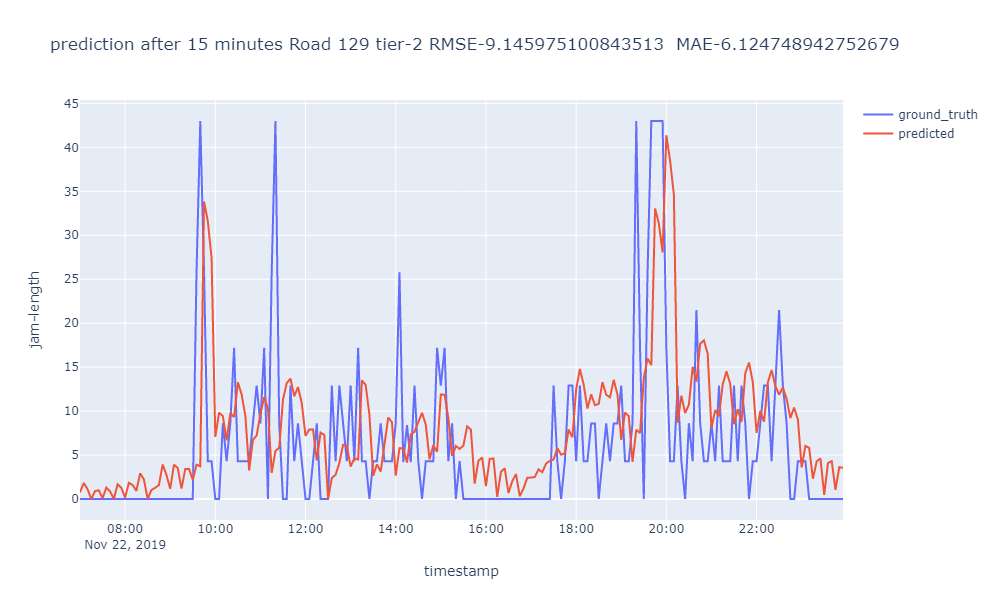 prediction after 15 minutes Road 129 tier-2 RMSE-9.145975100843513  MAE-6.124748942752679
ground_truth
predicted
jam-length
45
40
35
30
25
20
15
10
5
0
08:00 10:00 12:00 14:00 16:00 18:00 20:00 22:00
Nov 22, 2019
timestamp